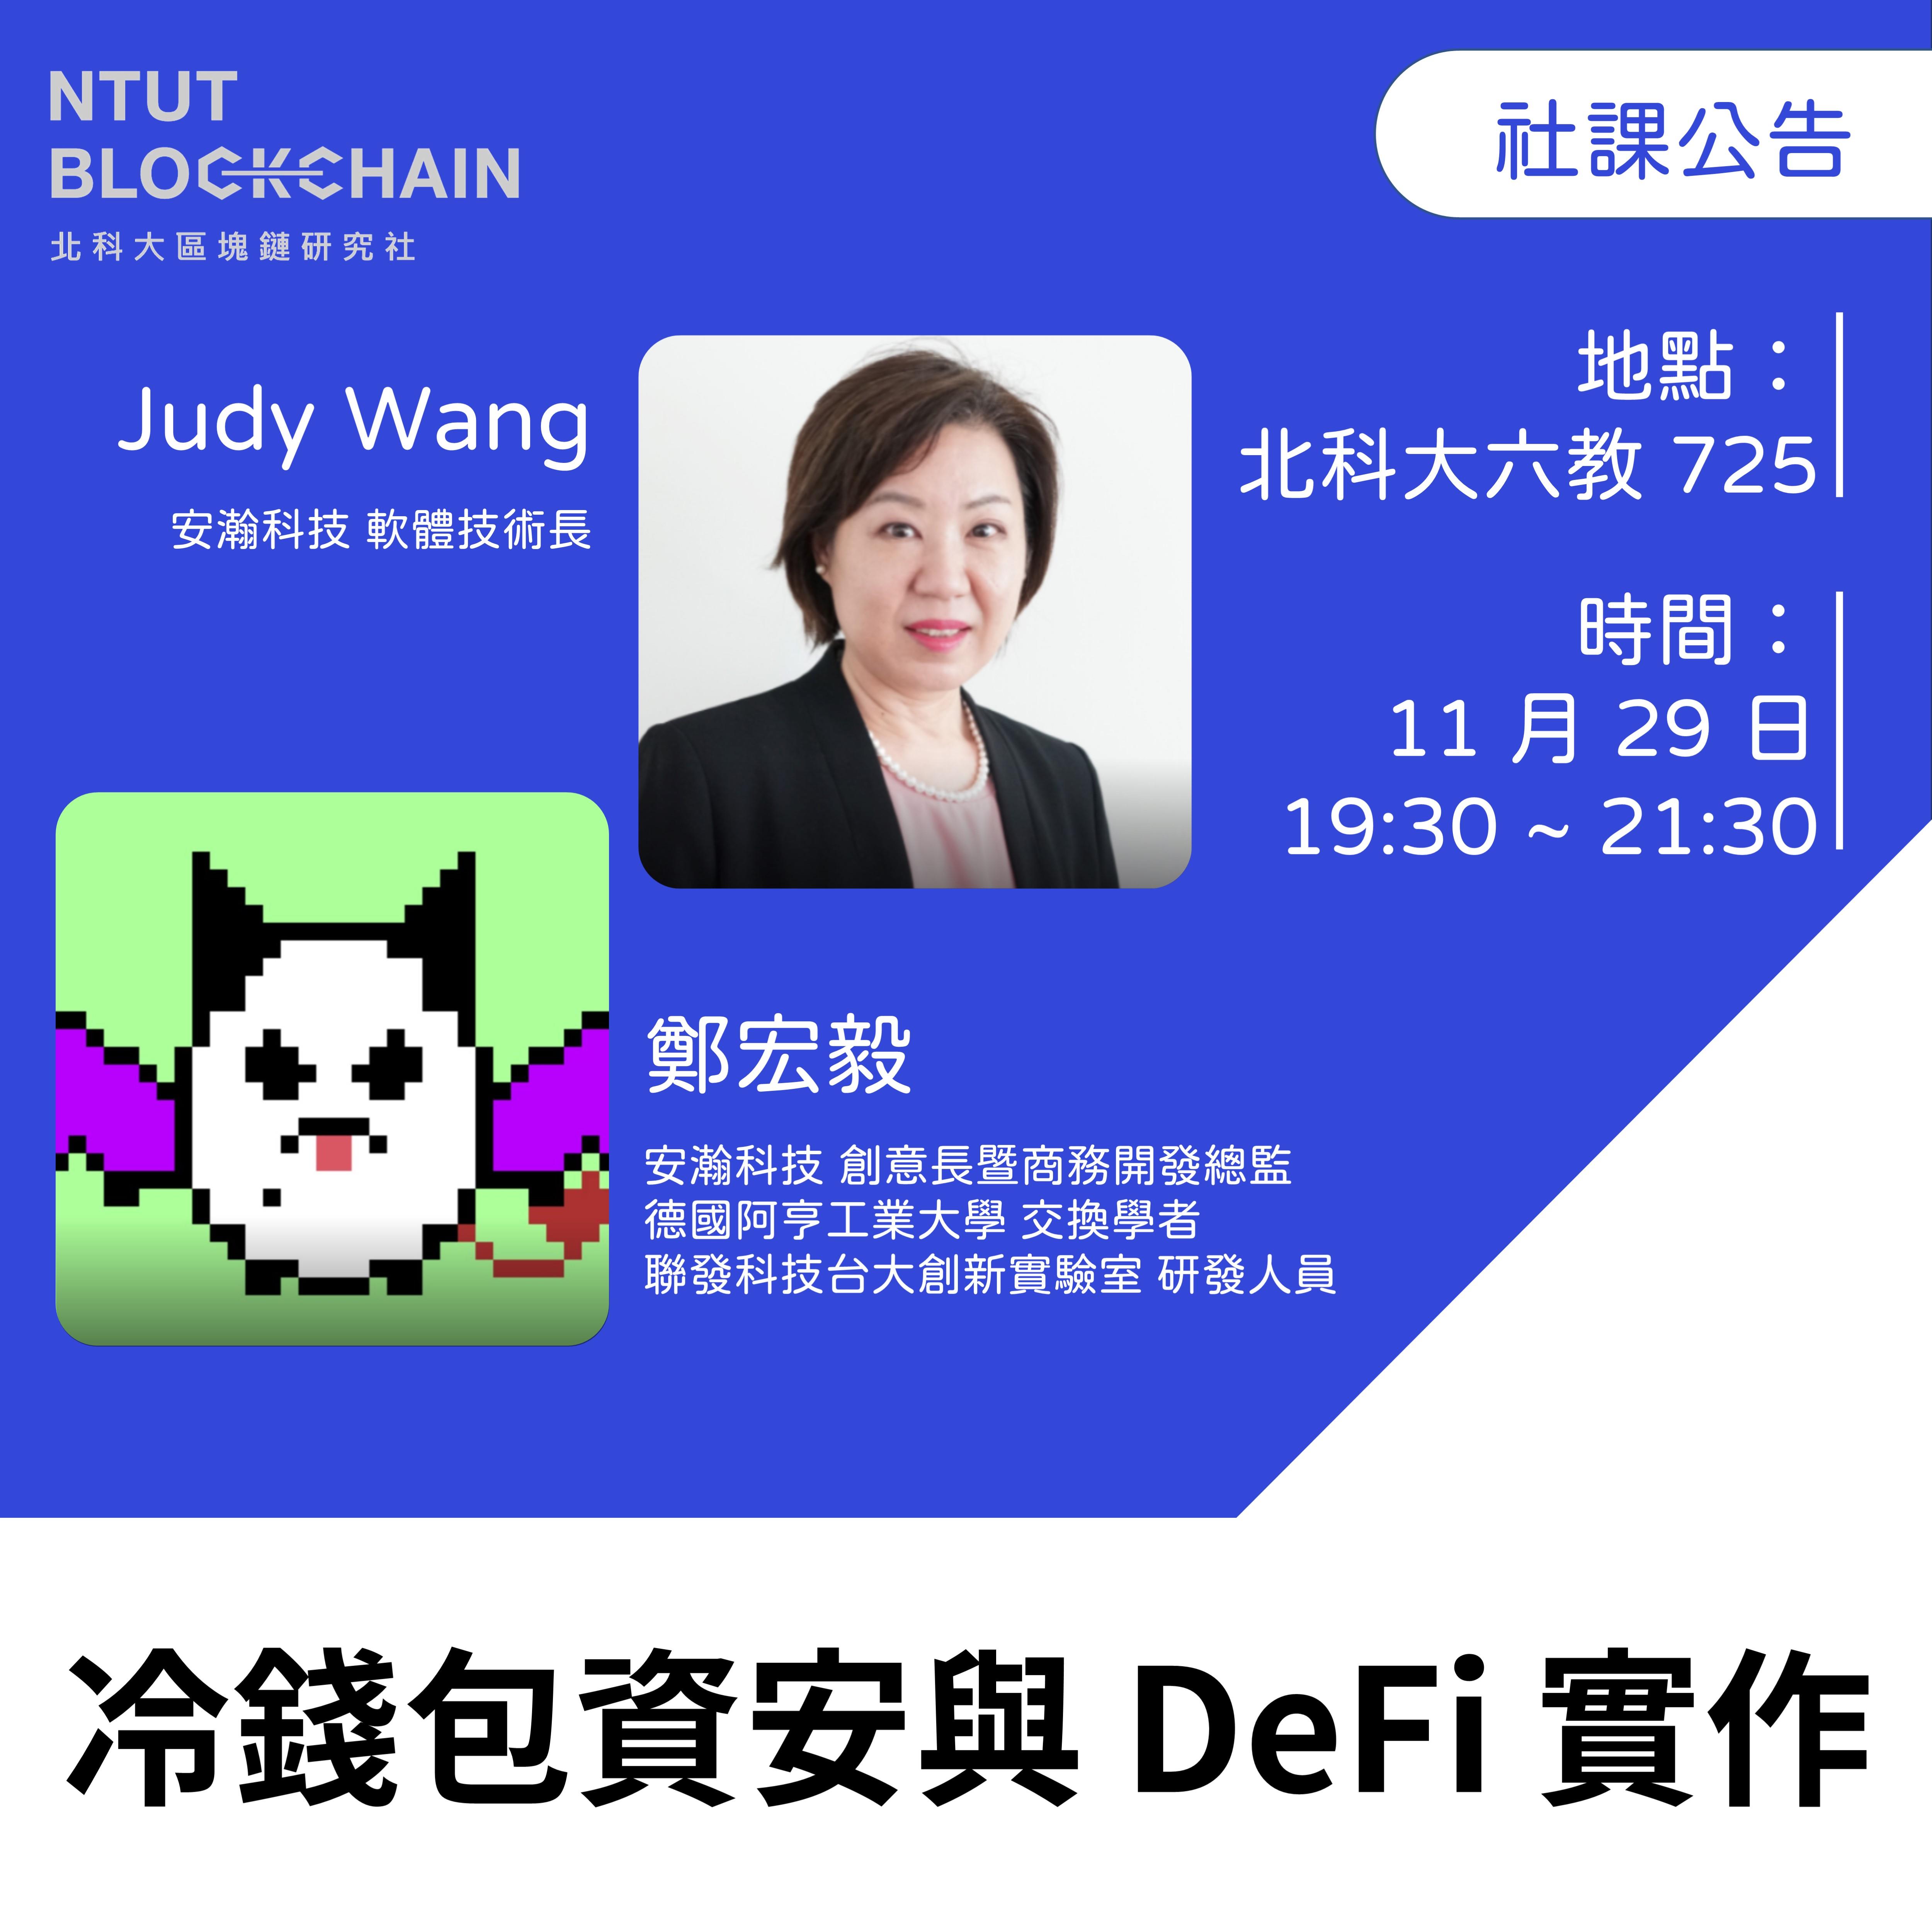 NTUT
BLOCKCHAIN
北科大區塊鏈研究社
社課公告
Judy Wang
安瀚科技 軟體技術長
地點：
北科大六教 725
時間：
11 月 29 日
19:30 ~ 21:30
鄭宏毅
安瀚科技 創意長暨商務開發總監
德國阿亨工業大學 交換學者
聯發科技台大創新實驗室 研發人員
冷錢包資安與 DeFi 實作